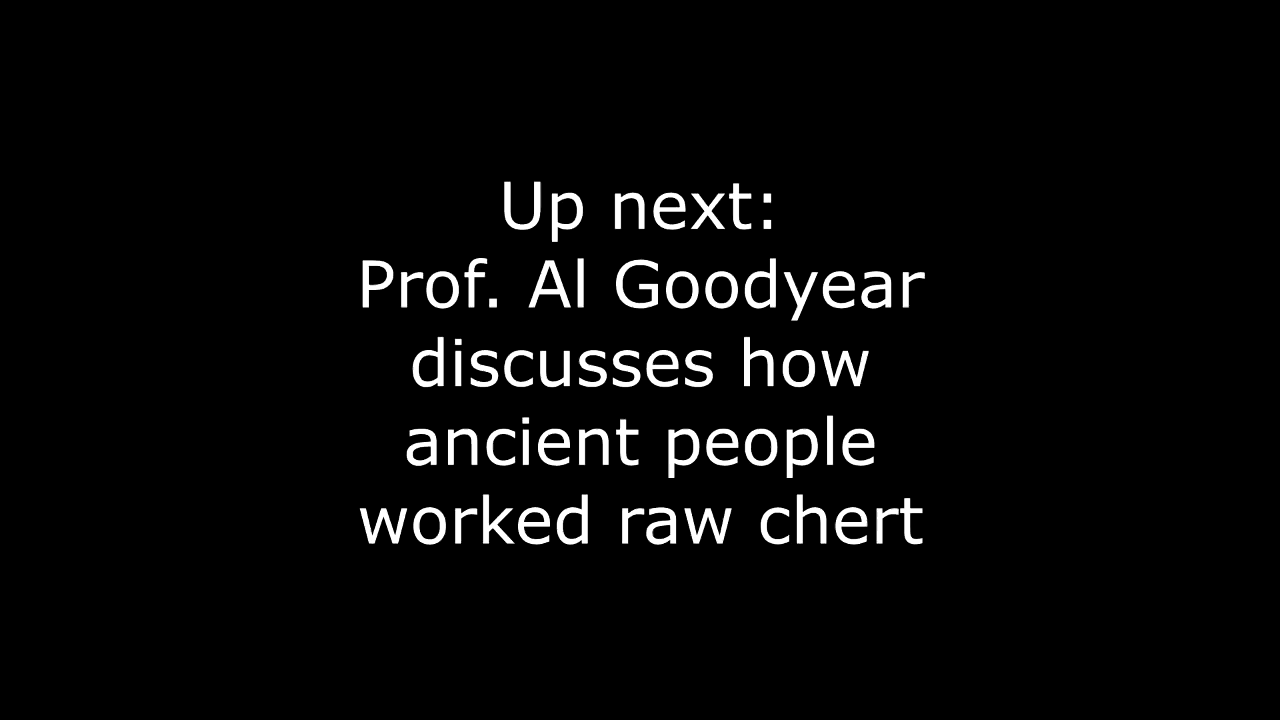 Up next:
Prof. Al Goodyear
discusses how
ancient people
worked raw chert